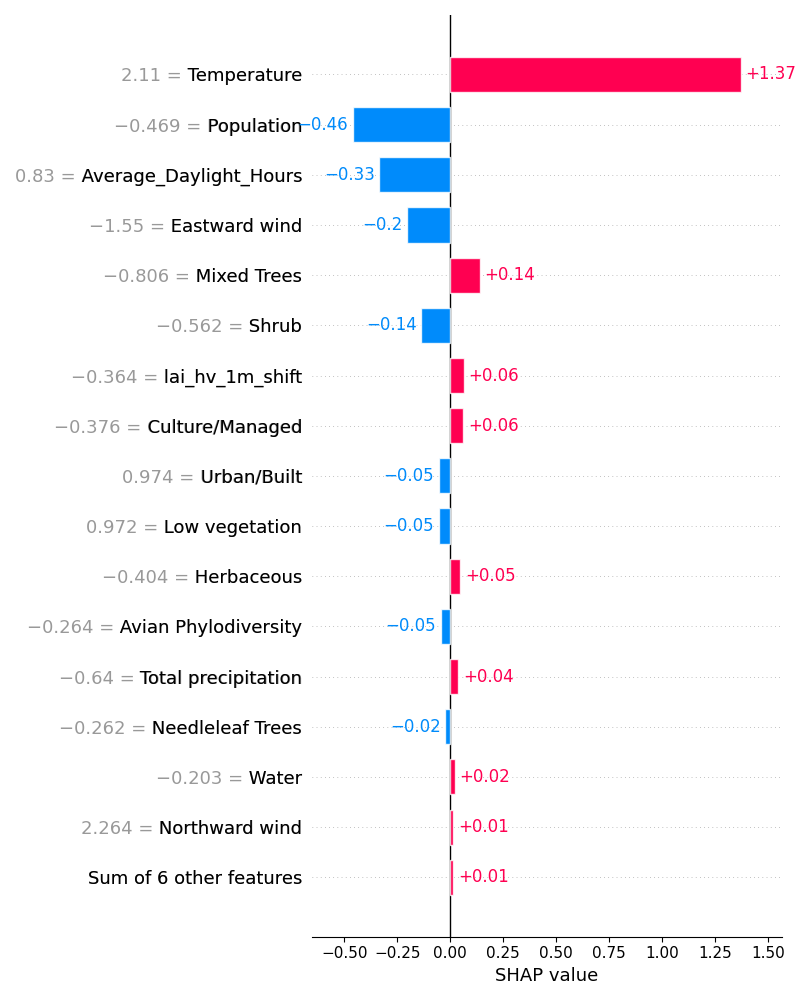 2.11 = Temperature +1.37
−0.469 = Population −0.46
0.83 = Average_Daylight_Hours −0.33
−1.55 = Eastward wind −0.2
−0.806 = Mixed Trees +0.14
−0.562 = Shrub −0.14
−0.364 = lai_hv_1m_shift +0.06
−0.376 = Culture/Managed +0.06
0.974 = Urban/Built −0.05
0.972 = Low vegetation −0.05
−0.404 = Herbaceous +0.05
−0.264 = Avian Phylodiversity −0.05
−0.64 = Total precipitation +0.04
−0.262 = Needleleaf Trees −0.02
−0.203 = Water +0.02
2.264 = Northward wind +0.01
Sum of 6 other features +0.01
−0.50 −0.25 0.00 0.25 0.50 0.75 1.00 1.25 1.50
SHAP value